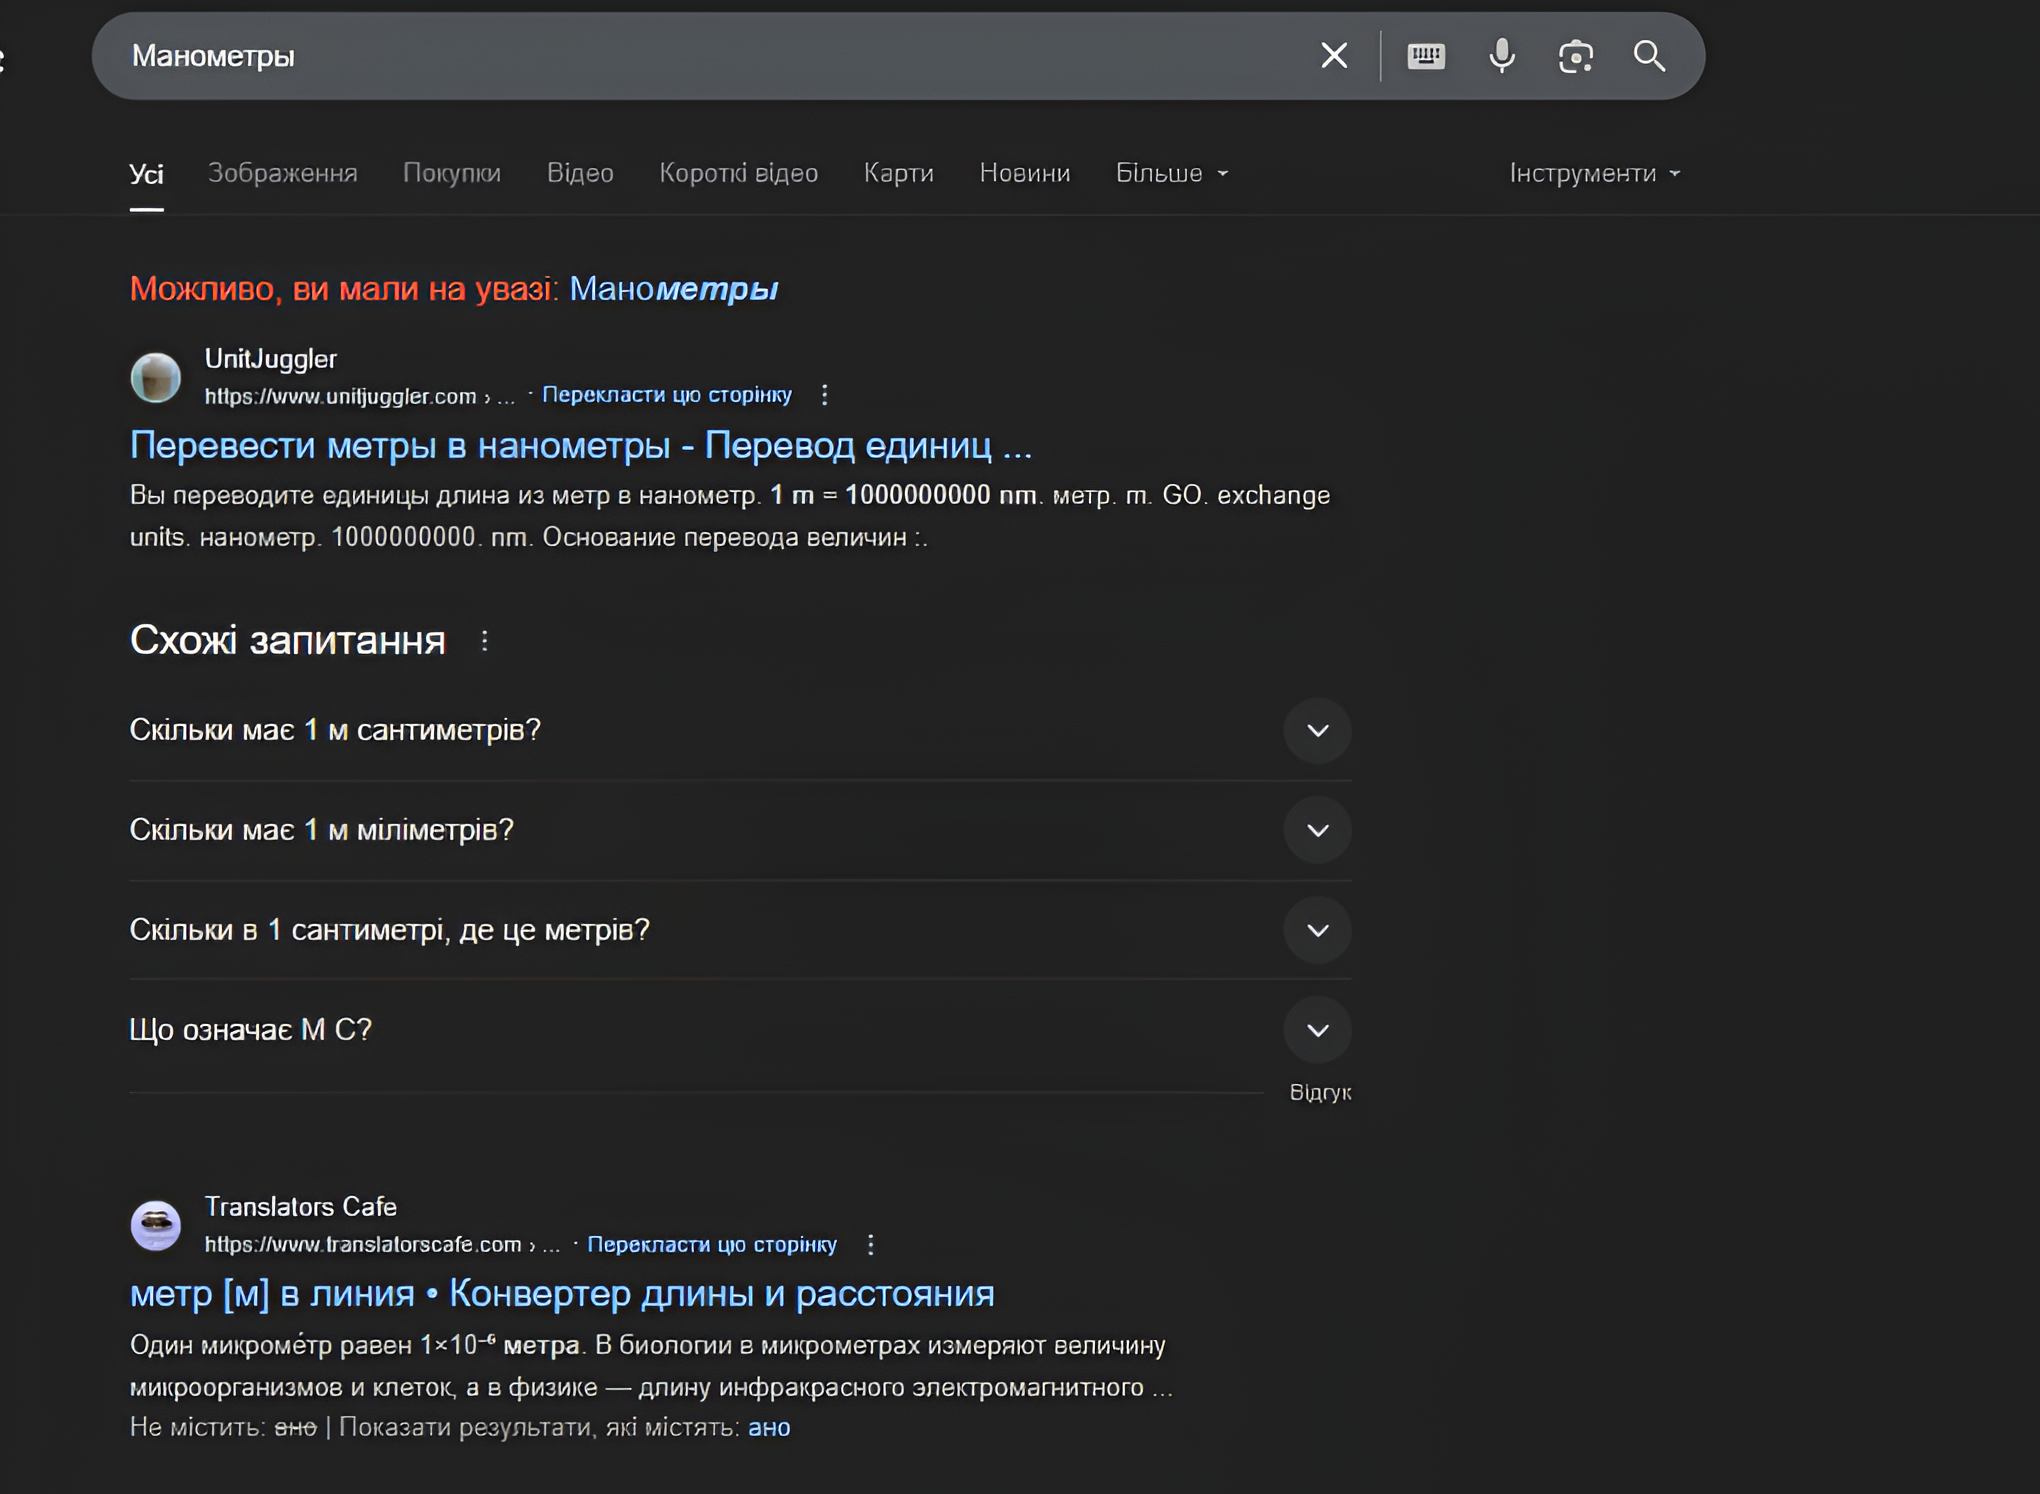 Манометры
Усі Зображення Покупки Відео Короткі відео Карти Новини Більше Інструменти
Можливо, ви мали на увазі: Манометры
UnitJuggler
https://www.unitjuggler.com › ... · Перекласти цю сторінку
Перевести метры в нанометры - Перевод единиц ...
Вы переводите единицы длина из метр в нанометр. 1 m = 1000000000 nm. метр. m. GO. exchange
units. нанометр. 1000000000. nm. Основание перевода величин :.
Схожі запитання
Скільки має 1 м сантиметрів?
Скільки має 1 м міліметрів?
Скільки в 1 сантиметрі, де це метрів?
Що означає М С?
Відгук
Translators Cafe
https://www.translatorscafe.com › ... · Перекласти цю сторінку
метр [м] в линия • Конвертер длины и расстояния
Один микроме́тр равен 1×10⁻⁶ метра. В биологии в микрометрах измеряют величину
микроорганизмов и клеток, а в физике — длину инфракрасного электромагнитного ...
Не містить: ано | Показати результати, які містять: ано